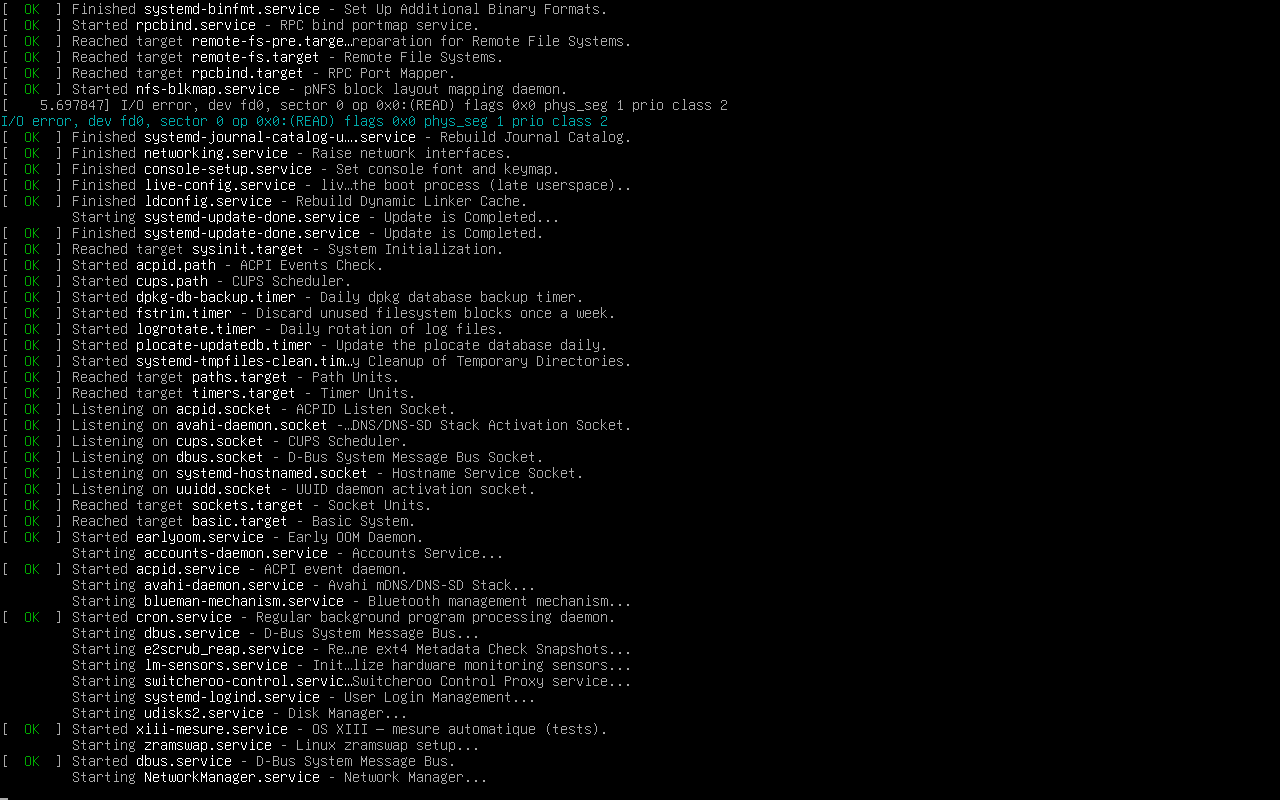 [  OK  ] Finished systemd-binfmt.service - Set Up Additional Binary Formats.
[  OK  ] Started rpcbind.service - RPC bind portmap service.
[  OK  ] Reached target remote-fs-pre.targe…reparation for Remote File Systems.
[  OK  ] Reached target remote-fs.target - Remote File Systems.
[  OK  ] Reached target rpcbind.target - RPC Port Mapper.
[  OK  ] Started nfs-blkmap.service - pNFS block layout mapping daemon.
[    5.697847] I/O error, dev fd0, sector 0 op 0x0:(READ) flags 0x0 phys_seg 1 prio class 2
I/O error, dev fd0, sector 0 op 0x0:(READ) flags 0x0 phys_seg 1 prio class 2
[  OK  ] Finished systemd-journal-catalog-u….service - Rebuild Journal Catalog.
[  OK  ] Finished networking.service - Raise network interfaces.
[  OK  ] Finished console-setup.service - Set console font and keymap.
[  OK  ] Finished live-config.service - liv…the boot process (late userspace)..
[  OK  ] Finished ldconfig.service - Rebuild Dynamic Linker Cache.
         Starting systemd-update-done.service - Update is Completed...
[  OK  ] Finished systemd-update-done.service - Update is Completed.
[  OK  ] Reached target sysinit.target - System Initialization.
[  OK  ] Started acpid.path - ACPI Events Check.
[  OK  ] Started cups.path - CUPS Scheduler.
[  OK  ] Started dpkg-db-backup.timer - Daily dpkg database backup timer.
[  OK  ] Started fstrim.timer - Discard unused filesystem blocks once a week.
[  OK  ] Started logrotate.timer - Daily rotation of log files.
[  OK  ] Started plocate-updatedb.timer - Update the plocate database daily.
[  OK  ] Started systemd-tmpfiles-clean.tim…y Cleanup of Temporary Directories.
[  OK  ] Reached target paths.target - Path Units.
[  OK  ] Reached target timers.target - Timer Units.
[  OK  ] Listening on acpid.socket - ACPID Listen Socket.
[  OK  ] Listening on avahi-daemon.socket -…DNS/DNS-SD Stack Activation Socket.
[  OK  ] Listening on cups.socket - CUPS Scheduler.
[  OK  ] Listening on dbus.socket - D-Bus System Message Bus Socket.
[  OK  ] Listening on systemd-hostnamed.socket - Hostname Service Socket.
[  OK  ] Listening on uuidd.socket - UUID daemon activation socket.
[  OK  ] Reached target sockets.target - Socket Units.
[  OK  ] Reached target basic.target - Basic System.
[  OK  ] Started earlyoom.service - Early OOM Daemon.
         Starting accounts-daemon.service - Accounts Service...
[  OK  ] Started acpid.service - ACPI event daemon.
         Starting avahi-daemon.service - Avahi mDNS/DNS-SD Stack...
         Starting blueman-mechanism.service - Bluetooth management mechanism...
[  OK  ] Started cron.service - Regular background program processing daemon.
         Starting dbus.service - D-Bus System Message Bus...
         Starting e2scrub_reap.service - Re…ne ext4 Metadata Check Snapshots...
         Starting lm-sensors.service - Init…lize hardware monitoring sensors...
         Starting switcheroo-control.servic…Switcheroo Control Proxy service...
         Starting systemd-logind.service - User Login Management...
         Starting udisks2.service - Disk Manager...
[  OK  ] Started xiii-mesure.service - OS XIII — mesure automatique (tests).
         Starting zramswap.service - Linux zramswap setup...
[  OK  ] Started dbus.service - D-Bus System Message Bus.
         Starting NetworkManager.service - Network Manager...